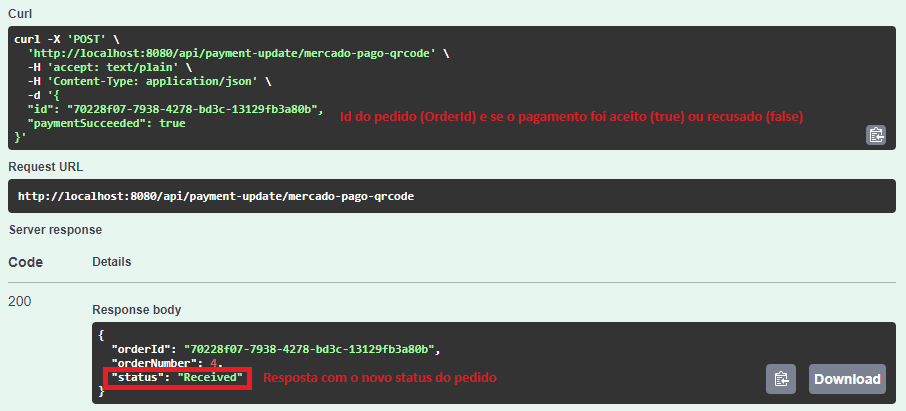 Curl
curl -X 'POST' \
'http://localhost:8080/api/payment-update/mercado-pago-qrcode' \
-H 'accept: text/plain' \
-H 'Content-Type: application/json' \
-d '{
"id": "70228f07-7938-4278-bd3c-13129fb3a80b", Id do pedido (OrderId) e se o pagamento foi aceito (true) ou recusado (false)
"paymentSucceeded": true
}'
Request URL
http://localhost:8080/api/payment-update/mercado-pago-qrcode
Server response
Code Details
200
Response body
{
"orderId": "70228f07-7938-4278-bd3c-13129fb3a80b",
"orderNumber": 4,
"status": "Received" Resposta com o novo status do pedido
}
Download